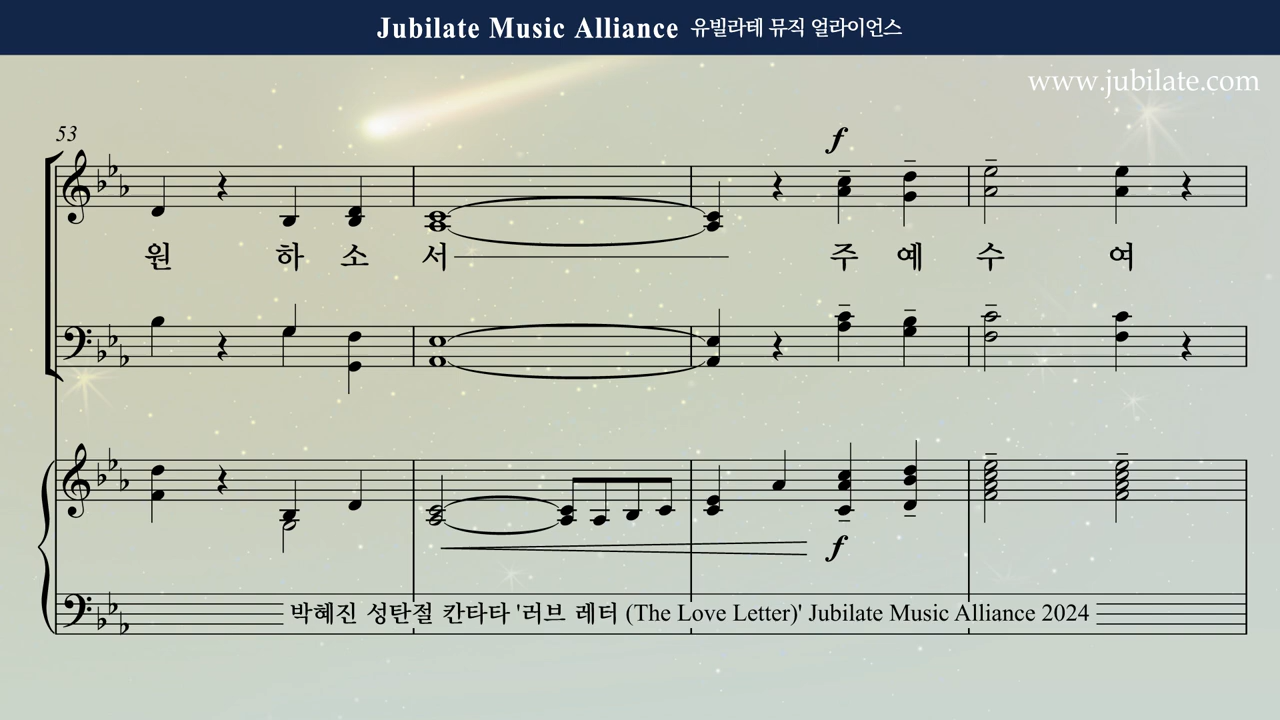 Jubilate Music Alliance 유빌라테 뮤직 얼라이언스
www.jubilate.com
53
f
원 하 소 서 주 예 수 여
f
박혜진 성탄절 칸타타 '러브 레터 (The Love Letter)' Jubilate Music Alliance 2024